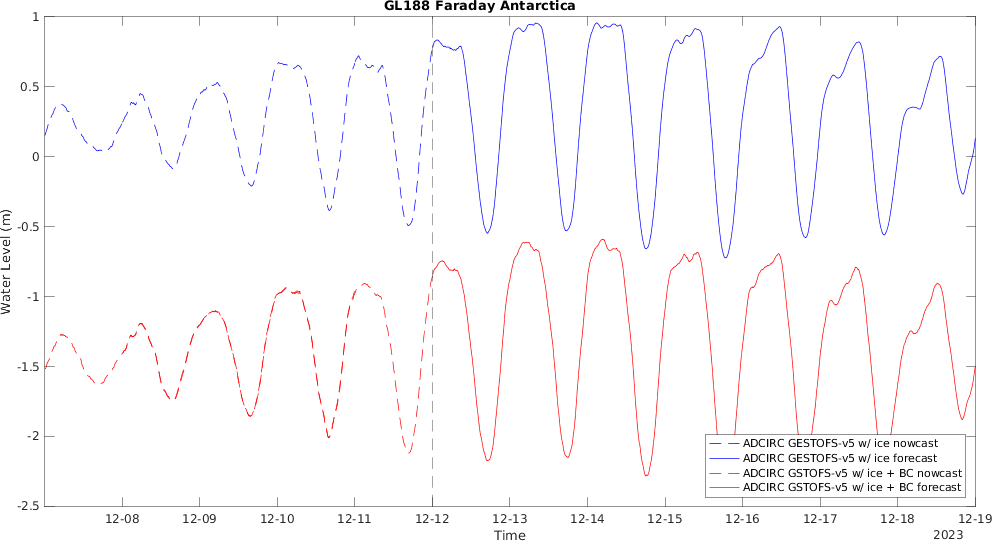 GL188 Faraday Antarctica
1
0.5
0
-0.5
-1
-1.5
-2
-2.5
Water Level (m)
ADCIRC GESTOFS-v5 w/ ice nowcast
ADCIRC GESTOFS-v5 w/ ice forecast
ADCIRC GSTOFS-v5 w/ ice + BC nowcast
ADCIRC GSTOFS-v5 w/ ice + BC forecast
12-08 12-09 12-10 12-11 12-12 12-13 12-14 12-15 12-16 12-17 12-18 12-19
Time
2023